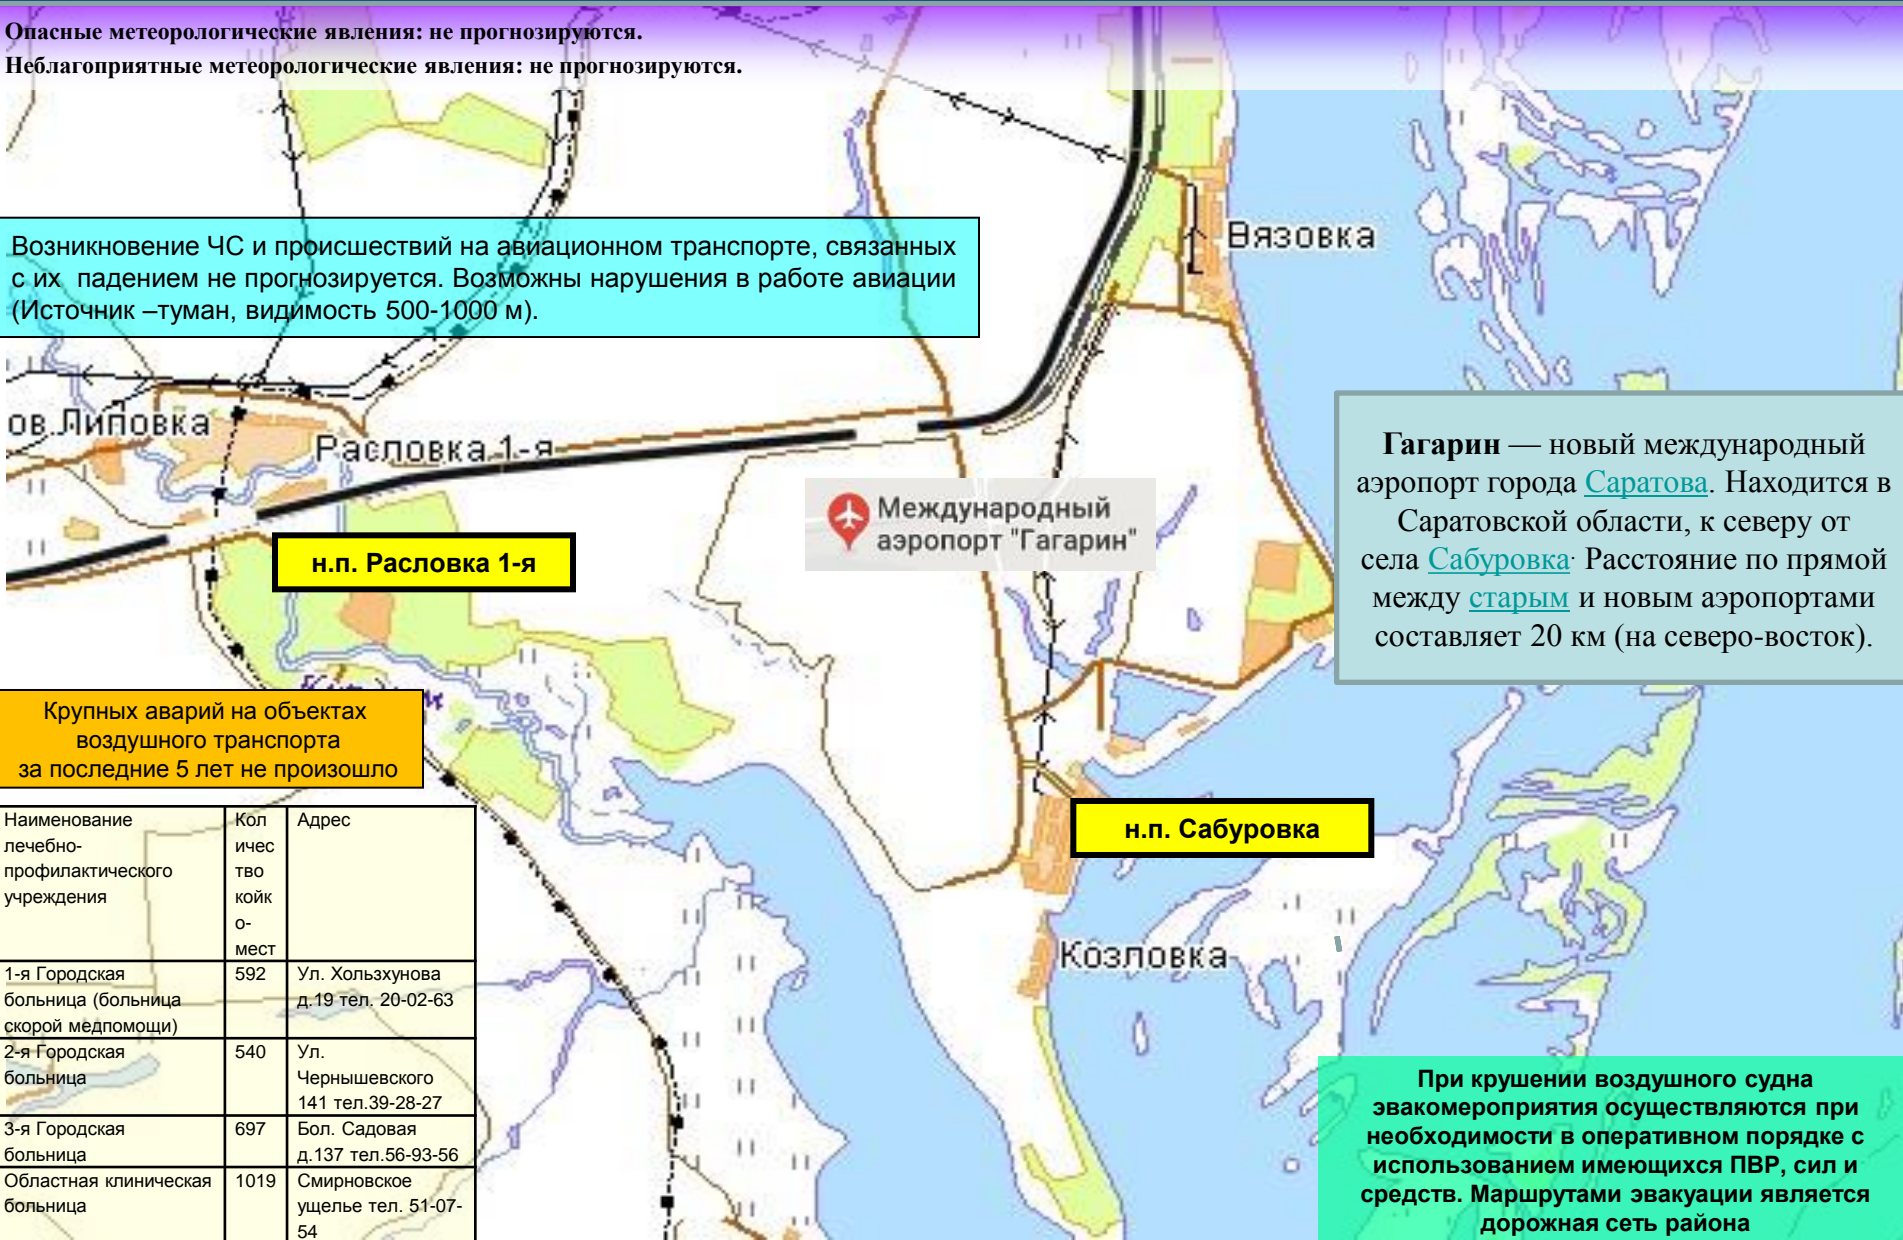 Опасные метеорологические явления: не прогнозируются.
Неблагоприятные метеорологические явления: не прогнозируются.
Возникновение ЧС и происшествий на авиационном транспорте, связанных
с их падением не прогнозируется. Возможны нарушения в работе авиации
(Источник –туман, видимость 500-1000 м).
Вязовка
ов.Липовка
Расловка 1-я
н.п. Расловка 1-я
Международный
аэропорт "Гагарин"
Гагарин — новый международный
аэропорт города Саратова. Находится в
Саратовской области, к северу от
села Сабуровка. Расстояние по прямой
между старым и новым аэропортами
составляет 20 км (на северо-восток).
Крупных аварий на объектах
воздушного транспорта
за последние 5 лет не произошло
н.п. Сабуровка
Козловка
Наименование
лечебно-
профилактического
учреждения
Кол
ичес
тво
койк
о-
мест
Адрес
1-я Городская
больница (больница
скорой медпомощи)
592
Ул. Хользхунова
д.19 тел. 20-02-63
2-я Городская
больница
540
Ул.
Чернышевского
141 тел.39-28-27
3-я Городская
больница
697
Бол. Садовая
д.137 тел.56-93-56
Областная клиническая
больница
1019
Смирновское
ущелье тел. 51-07-
54
При крушении воздушного судна
эвакомероприятия осуществляются при
необходимости в оперативном порядке с
использованием имеющихся ПВР, сил и
средств. Маршрутами эвакуации является
дорожная сеть района